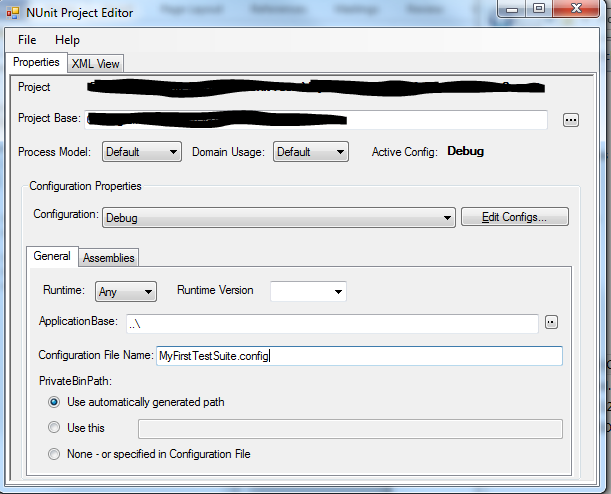 NUnit Project Editor
File Help
Properties XML View
Project
Project Base: ...
Process Model: Default Domain Usage: Default Active Config: Debug
Configuration Properties
Configuration: Debug Edit Configs...
General Assemblies
Runtime: Any Runtime Version
ApplicationBase: ..\ ..
Configuration File Name: MyFirstTestSuite.config
PrivateBinPath:
Use automatically generated path
Use this
None - or specified in Configuration File